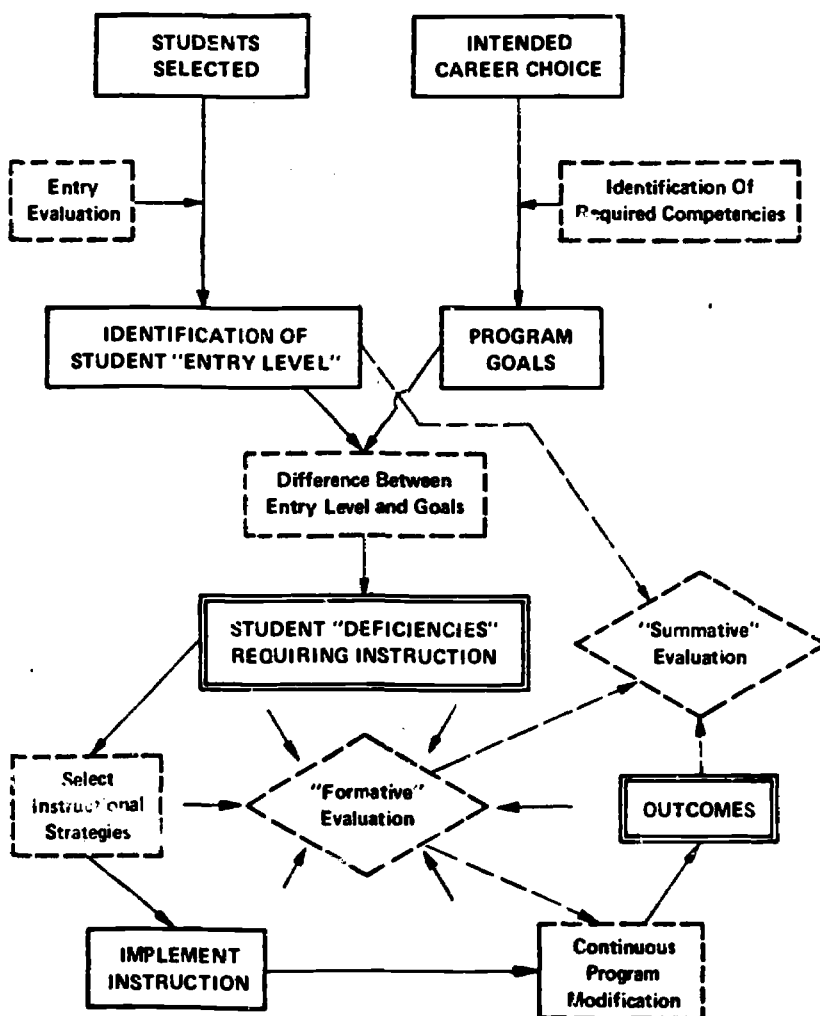 STUDENTS
SELECTED
INTENDED
CAREER CHOICE
Entry
Evaluation
Identification Of
Required Competencies
IDENTIFICATION OF
STUDENT "ENTRY LEVEL"
PROGRAM
GOALS
Difference Between
Entry Level and Goals
STUDENT "DEFICIENCIES"
REQUIRING INSTRUCTION
"Summative"
Evaluation
Select
Instructional
Strategies
"Formative"
Evaluation
OUTCOMES
IMPLEMENT
INSTRUCTION
Continuous
Program
Modification